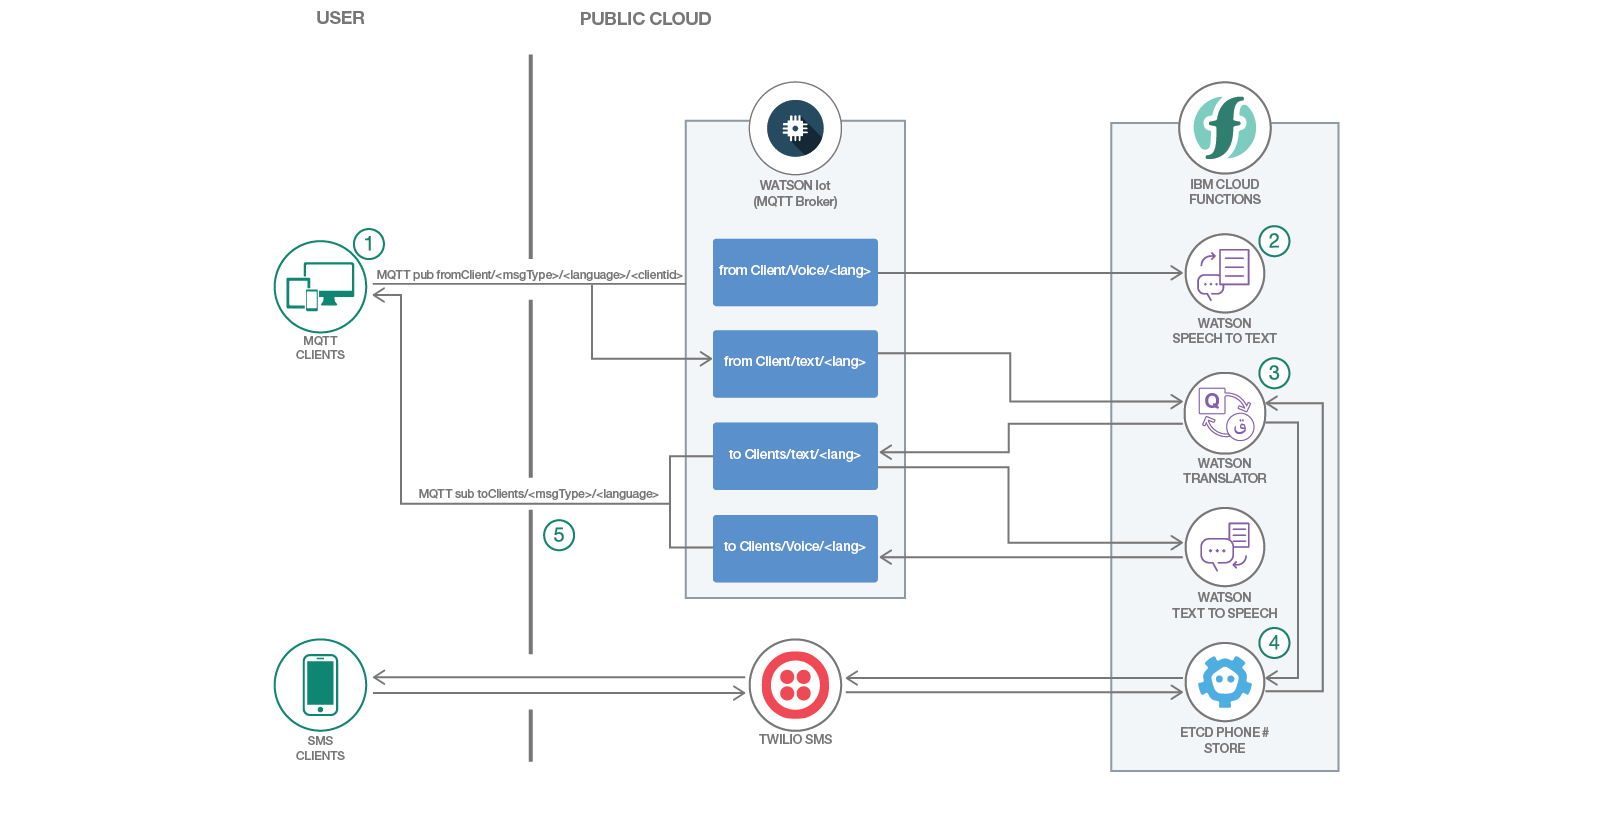 USER
PUBLIC CLOUD
WATSON Iot
(MQTT Broker)
IBM CLOUD
FUNCTIONS
1
MQTT pub fromClient/<msgType>/<language>/<clientid>
MQTT
CLIENTS
from Client/Voice/<lang>
from Client/text/<lang>
to Clients/text/<lang>
to Clients/Voice/<lang>
2
WATSON
SPEECH TO TEXT
3
Q
ق
WATSON
TRANSLATOR
MQTT sub toClients/<msgType>/<language>
5
WATSON
TEXT TO SPEECH
4
SMS
CLIENTS
TWILIO SMS
ETCD PHONE #
STORE